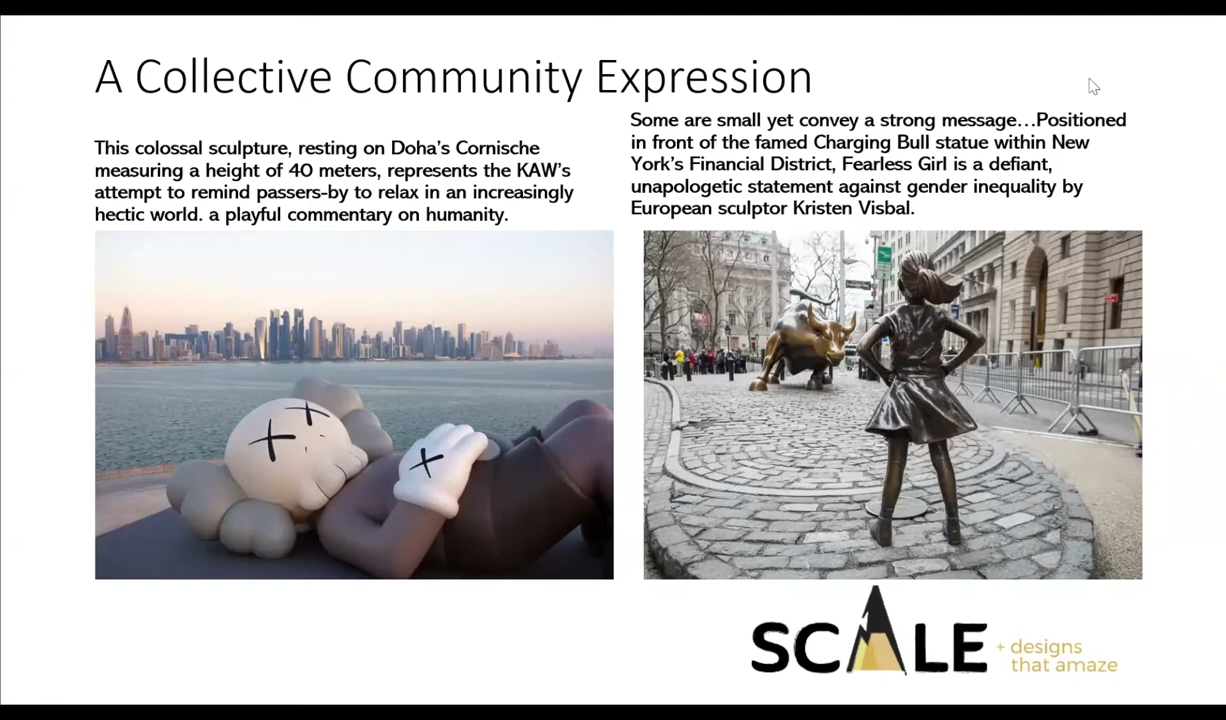 A Collective Community Expression
This colossal sculpture, resting on Doha's Cornische
measuring a height of 40 meters, represents the KAW's
attempt to remind passers-by to relax in an increasingly
hectic world. a playful commentary on humanity.
Some are small yet convey a strong message…Positioned
in front of the famed Charging Bull statue within New
York's Financial District, Fearless Girl is a defiant,
unapologetic statement against gender inequality by
European sculptor Kristen Visbal.
SCALE
+ designs
that amaze